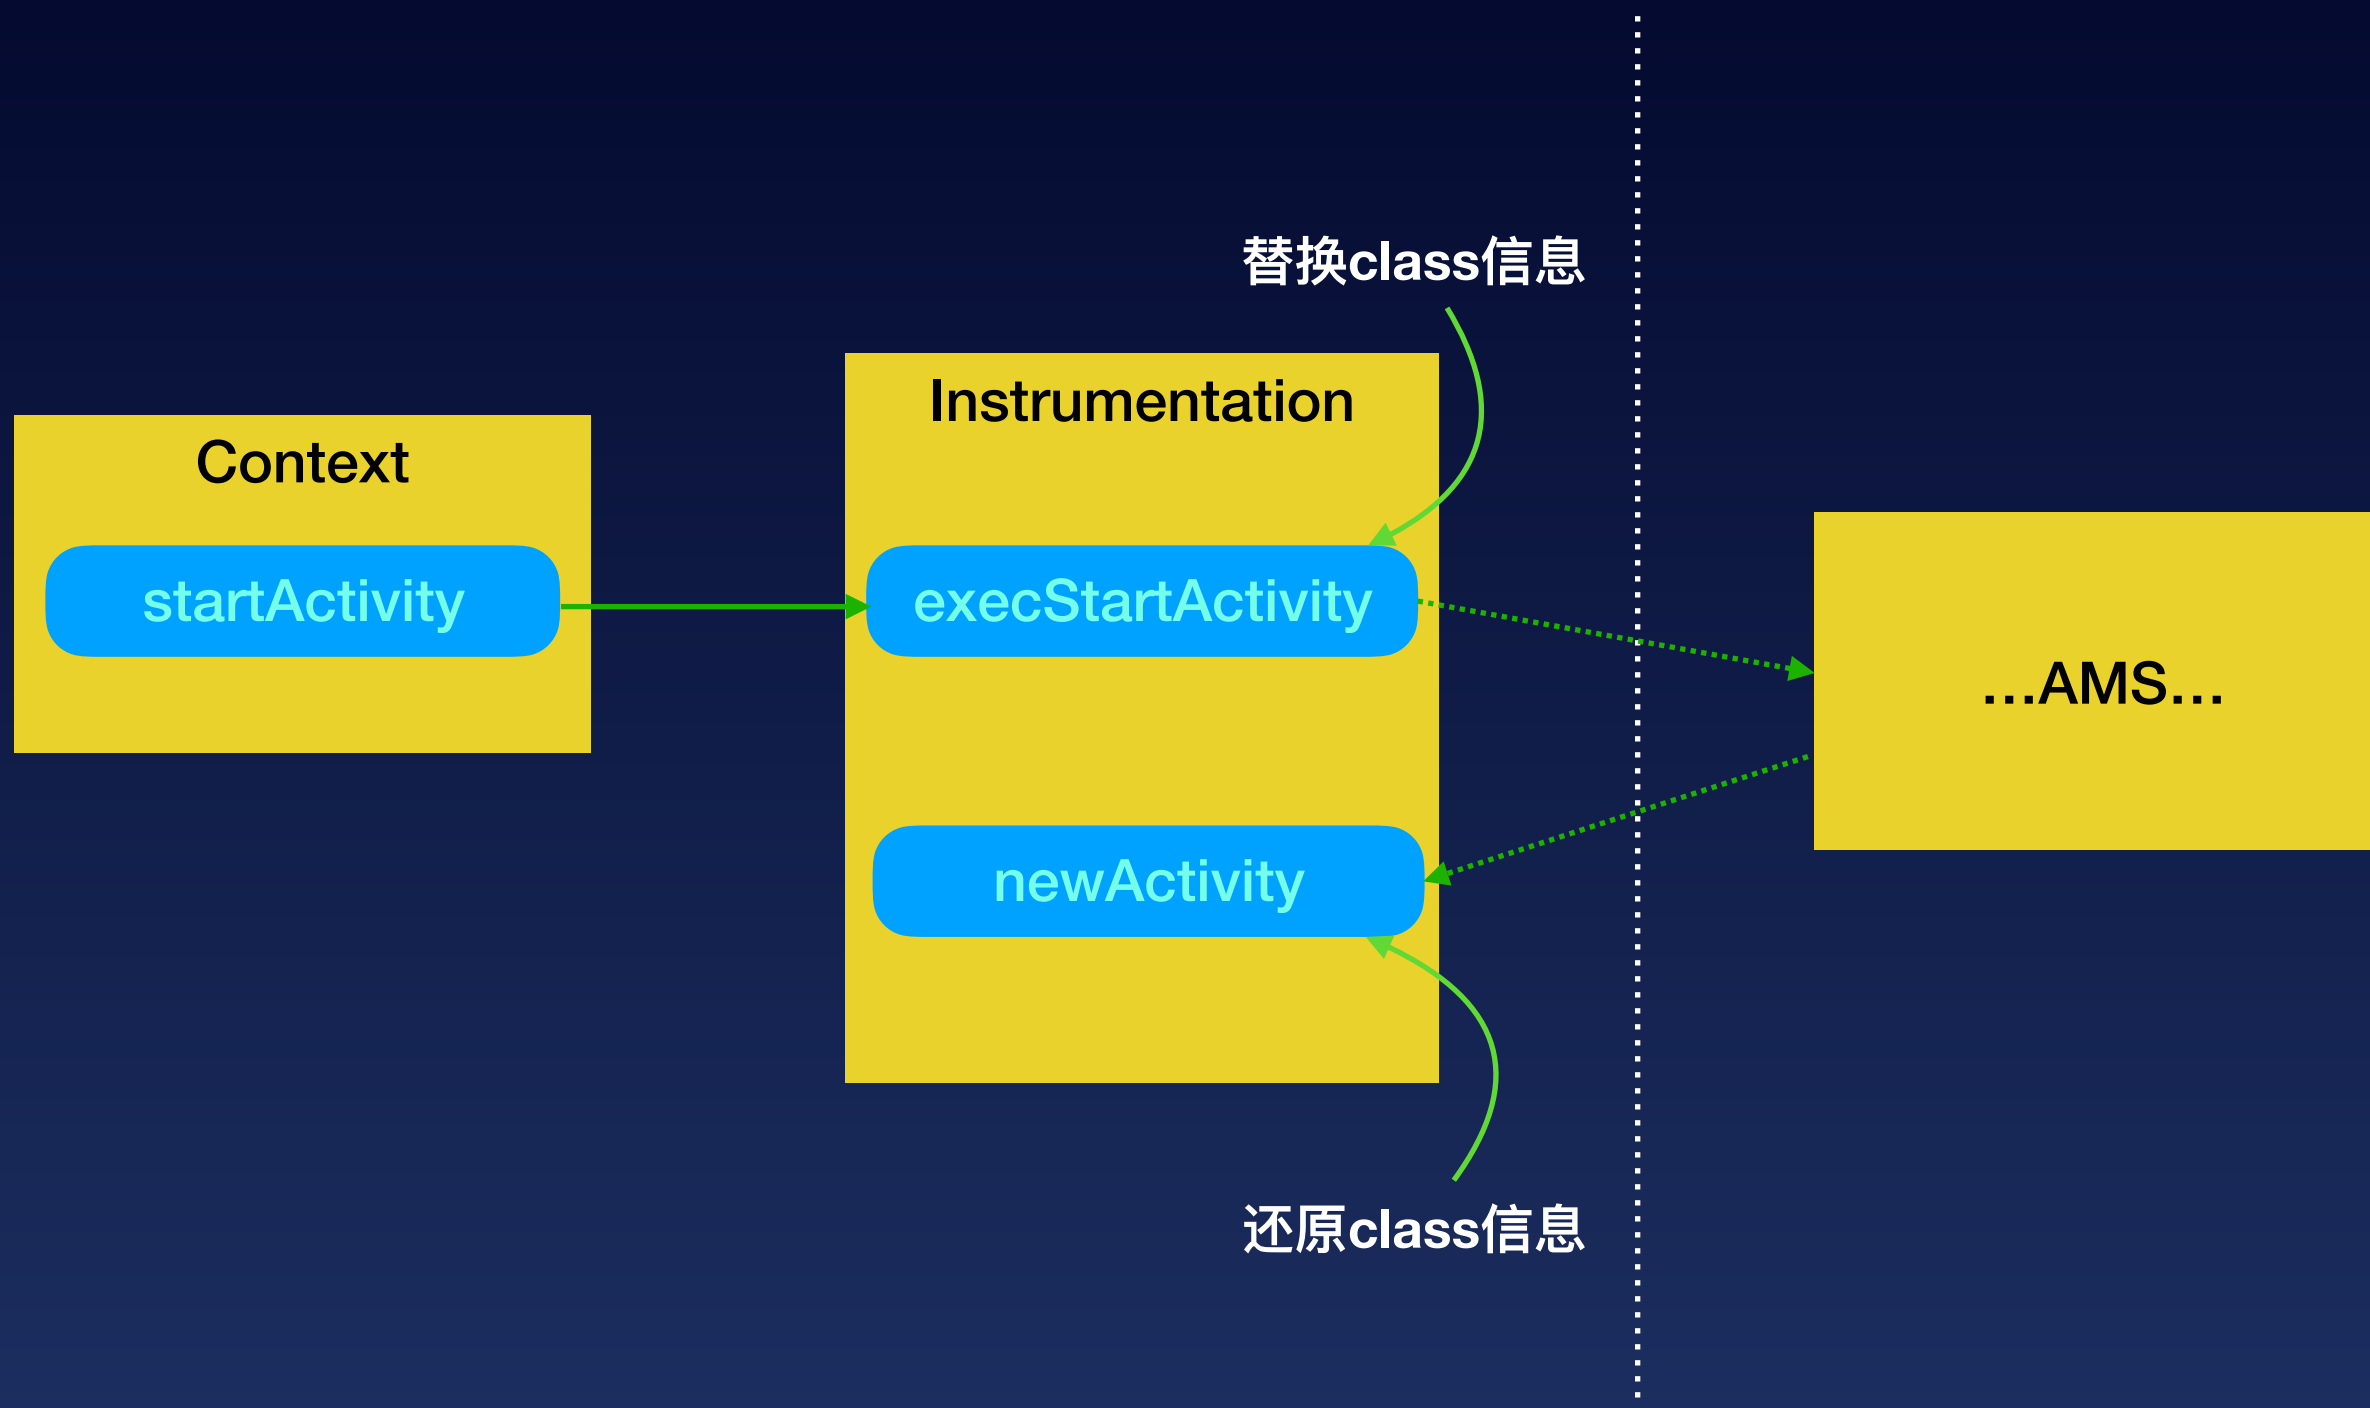 替换class信息
Instrumentation
Context
startActivity
execStartActivity
...AMS...
newActivity
还原class信息